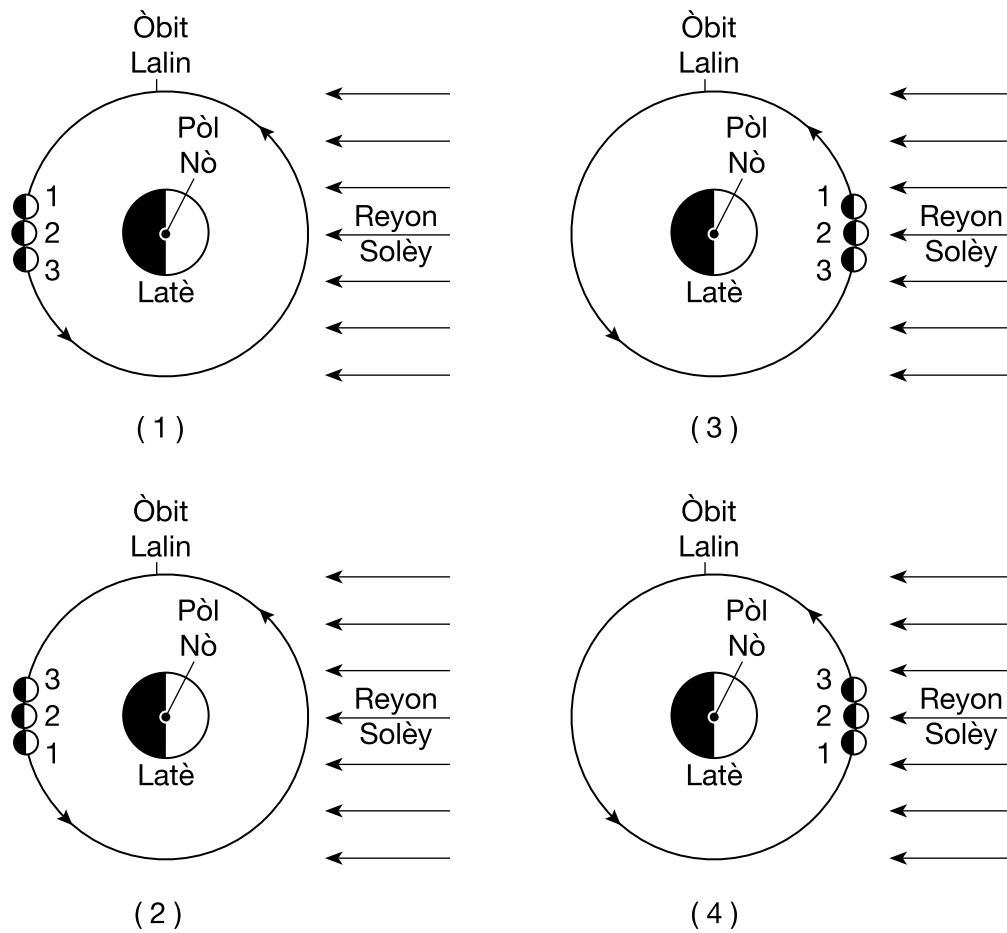 Òbit
Lalin
Pòl
Nò
1
2
3
Latè
Reyon
Solèy
( 1 )
Òbit
Lalin
Pòl
Nò
1
2
3
Latè
Reyon
Solèy
( 3 )
Òbit
Lalin
Pòl
Nò
3
2
1
Latè
Reyon
Solèy
( 2 )
Òbit
Lalin
Pòl
Nò
3
2
1
Latè
Reyon
Solèy
( 4 )